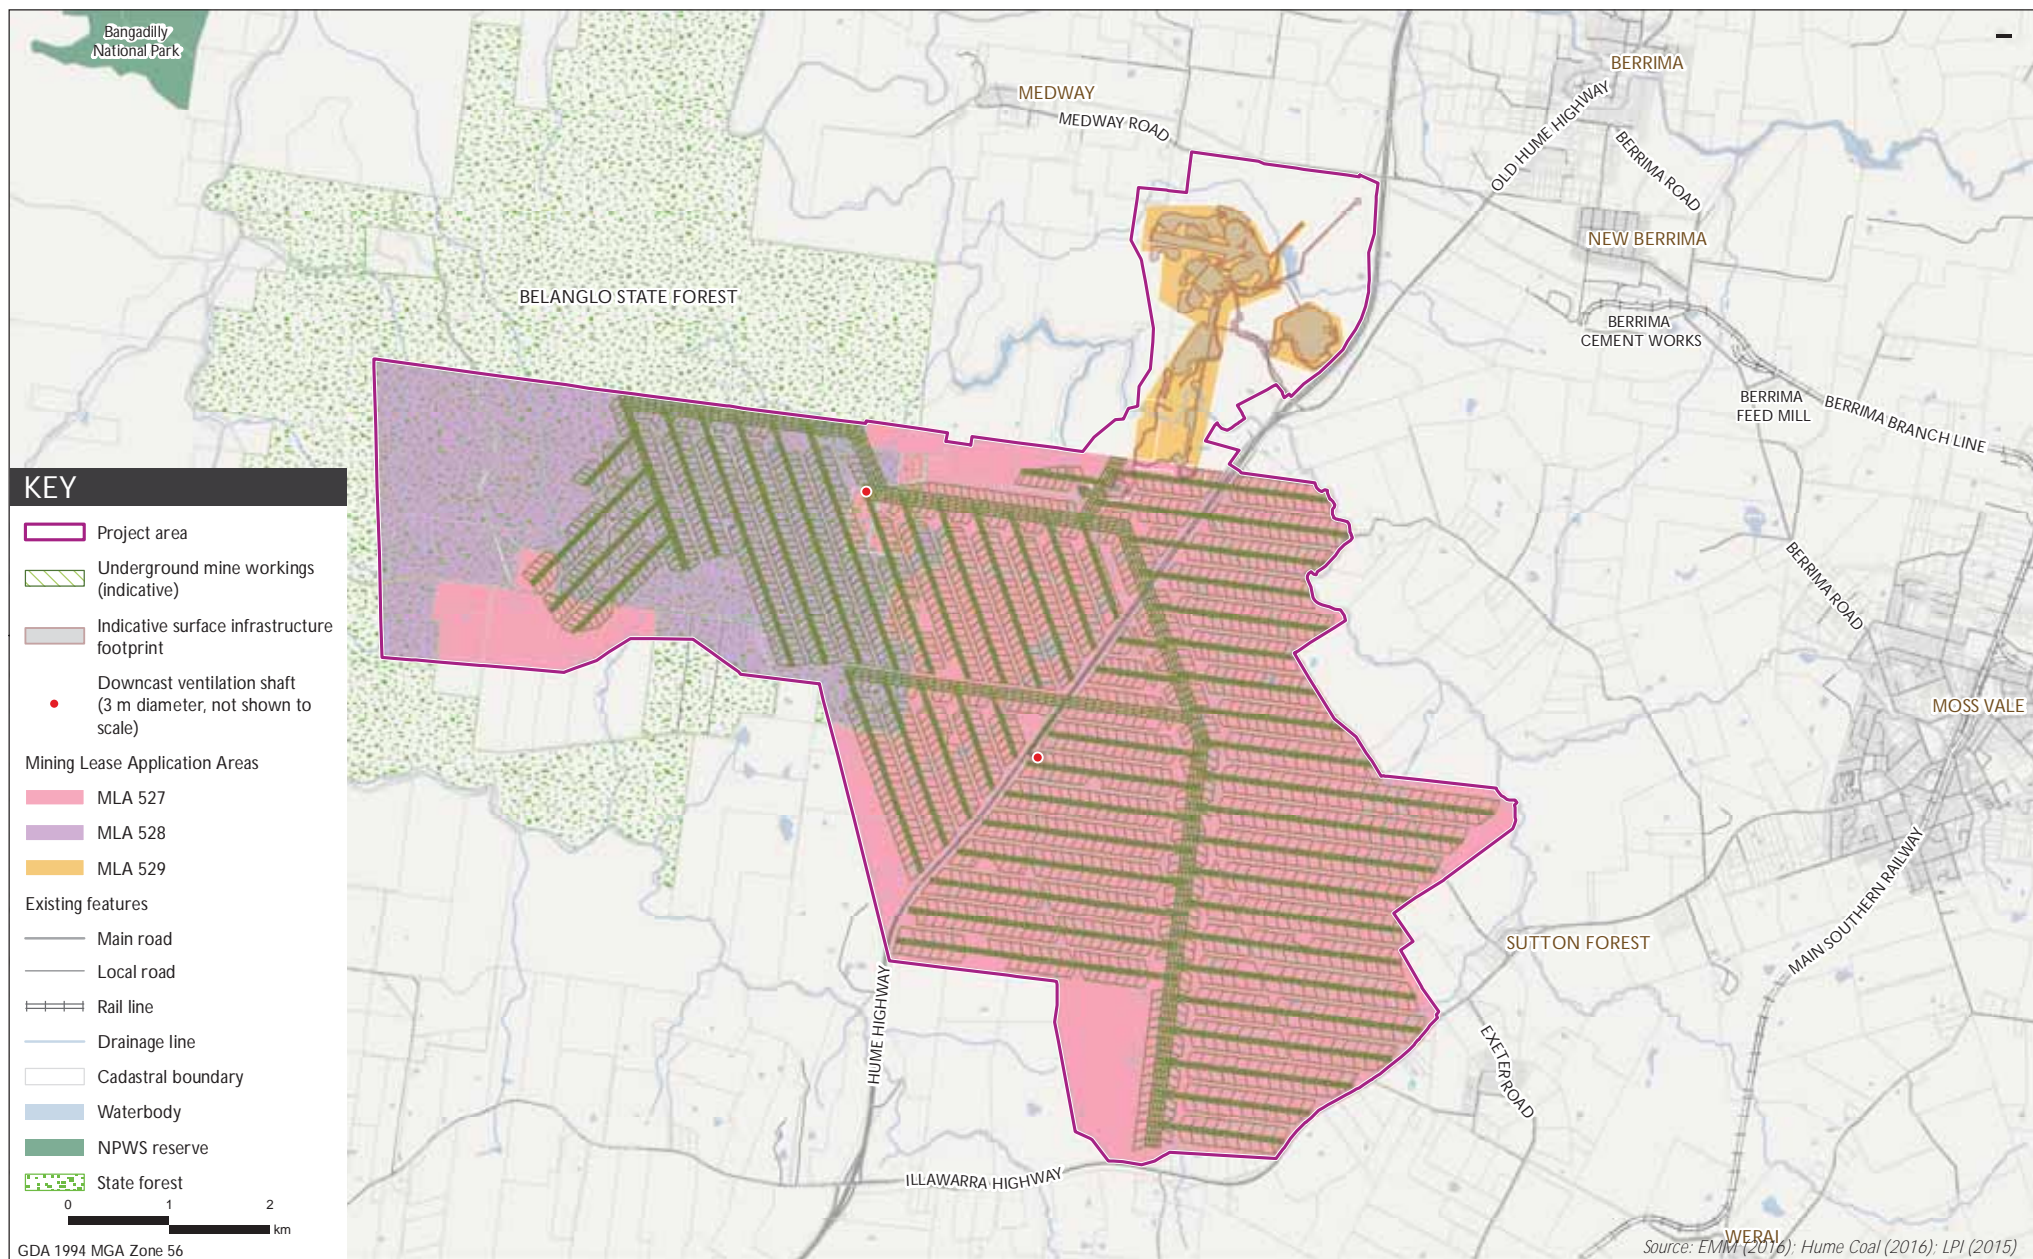 Bangadilly
National Park
BERRIMA
MEDWAY
MEDWAY ROAD
OLD HUME HIGHWAY
BERRIMA ROAD
NEW BERRIMA
BELANGLO STATE FOREST
BERRIMA
CEMENT WORKS
BERRIMA
FEED MILL
BERRIMA BRANCH LINE
BERRIMA ROAD
MOSS VALE
MAIN SOUTHERN RAILWAY
SUTTON FOREST
EXETER ROAD
HUME HIGHWAY
ILLAWARRA HIGHWAY
WERAI
KEY
Project area
Underground mine workings
(indicative)
Indicative surface infrastructure
footprint
Downcast ventilation shaft
(3 m diameter, not shown to
scale)
Mining Lease Application Areas
MLA 527
MLA 528
MLA 529
Existing features
Main road
Local road
Rail line
Drainage line
Cadastral boundary
Waterbody
NPWS reserve
State forest
0 1 2
km
GDA 1994 MGA Zone 56
Source: EMM (2016); Hume Coal (2016); LPI (2015)